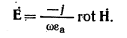 Ė = −j / ωεₐ rot Ḣ.